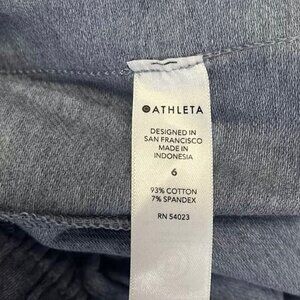 ATHLETA
DESIGNED IN
SAN FRANCISCO
MADE IN
INDONESIA
6
93% COTTON
7% SPANDEX
RN 54023